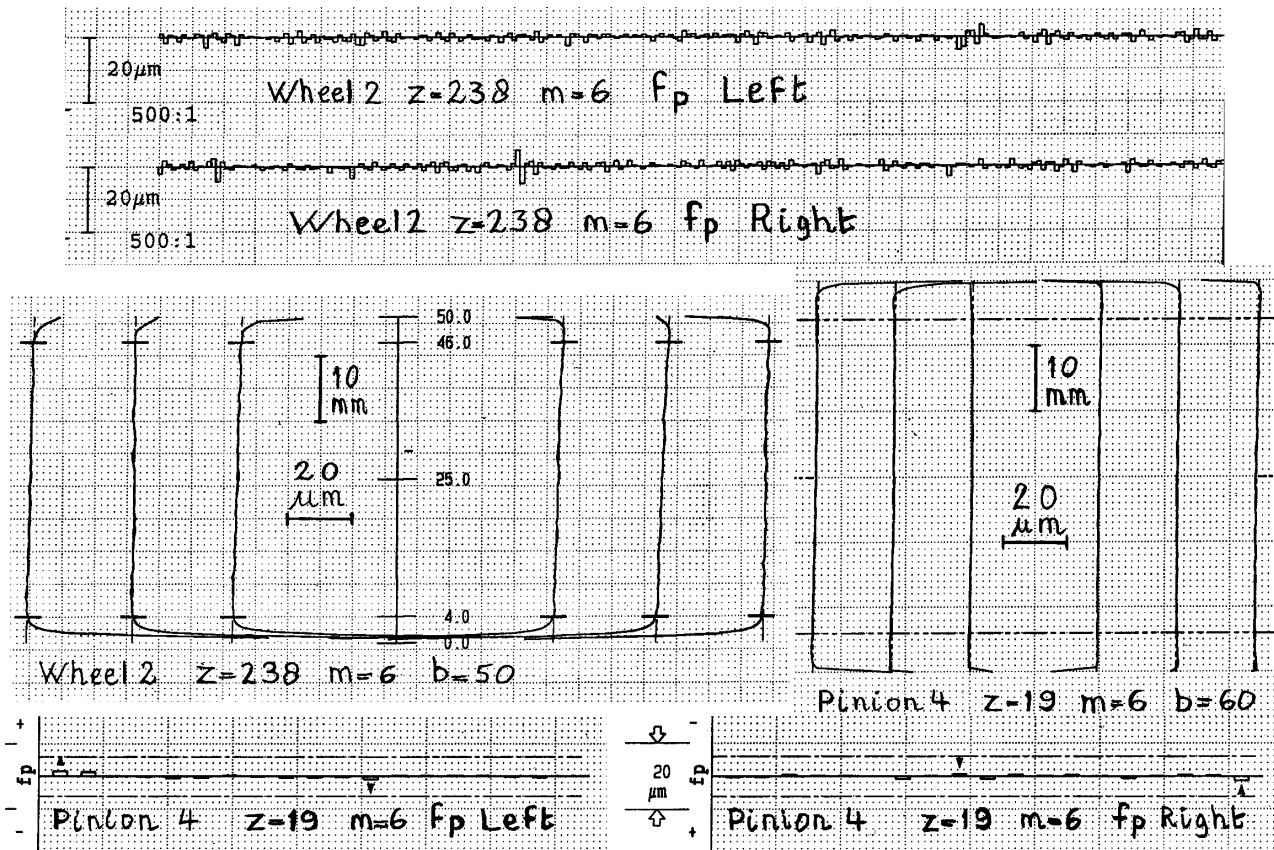 20μm
500:1
Wheel 2 z=238 m=6 fp Left
20μm
500:1
Wheel 2 z=238 m=6 fp Right
50.0
46.0
10
mm
20
μm
25.0
4.0
0.0
Wheel 2 z=238 m=6 b=50
10
mm
20
μm
Pinion 4 z=19 m=6 b=60
+
fp
-
Pinion 4 z=19 m=6 fp Left
20
μm
-
fp
+
Pinion 4 z=19 m=6 fp Right